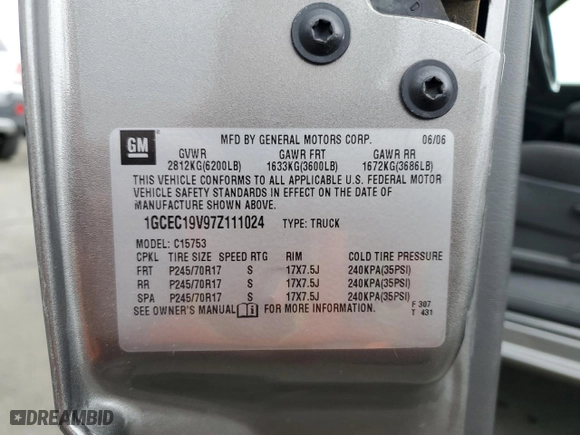 GM
MFD BY GENERAL MOTORS CORP. 06/06
GVWR GAWR FRT GAWR RR
2812KG(6200LB) 1633KG(3600LB) 1672KG(3686LB)
THIS VEHICLE CONFORMS TO ALL APPLICABLE U.S. FEDERAL MOTOR
VEHICLE SAFETY STANDARDS IN EFFECT ON THE DATE OF
MANUFACTURE SHOWN ABOVE.
1GCEC19V97Z111024 TYPE: TRUCK
MODEL: C15753
CPKL TIRE SIZE SPEED RTG RIM COLD TIRE PRESSURE
FRT P245/70R17 S 17X7.5J 240KPA(35PSI)
RR P245/70R17 S 17X7.5J 240KPA(35PSI)
SPA P245/70R17 S 17X7.5J 240KPA(35PSI)
SEE OWNER'S MANUAL FOR MORE INFORMATION.
F 307
T 431
DREAMBID